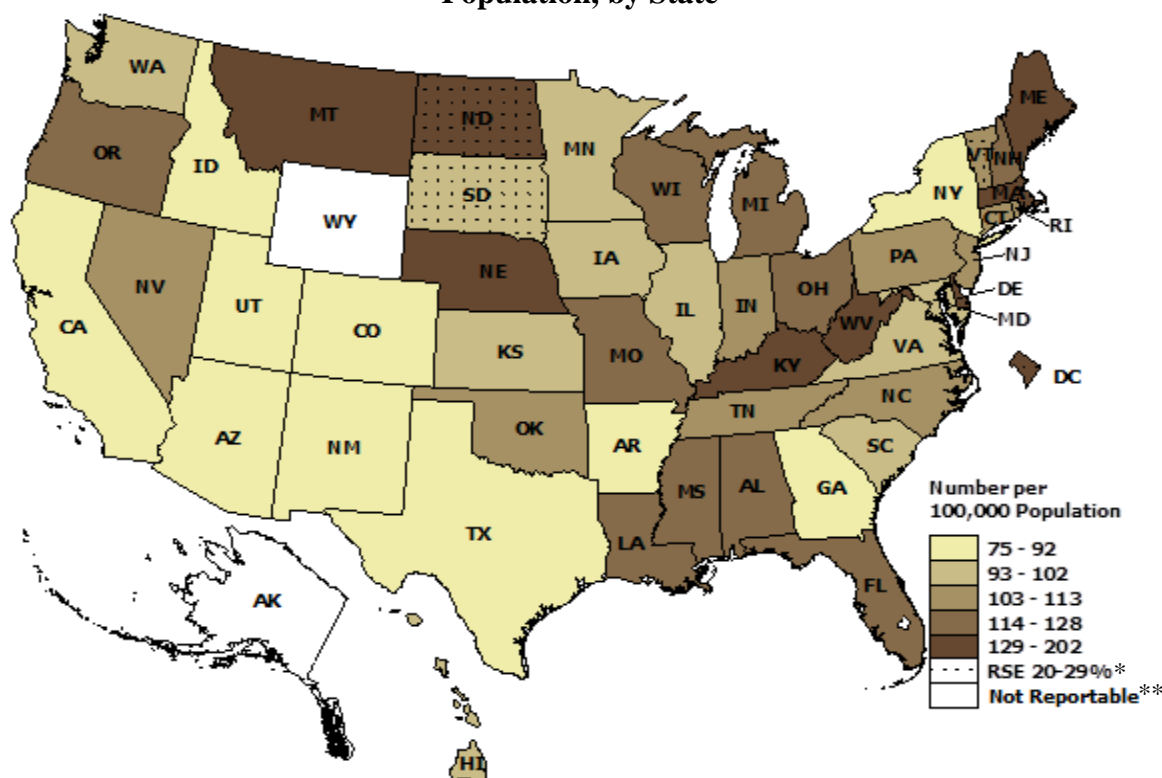 Population, by State
WA
MT
ND
MN
ME
OR
ID
SD
WI
MI
VT
NH
NY
MA
CT
RI
WY
IA
PA
NJ
NV
NE
IL
IN
OH
DE
MD
UT
CO
KS
MO
WV
VA
KY
DC
CA
AZ
NM
OK
AR
TN
NC
SC
MS
AL
GA
TX
LA
FL
AK
HI
Number per
100,000 Population
75 - 92
93 - 102
103 - 113
114 - 128
129 - 202
RSE 20-29%*
Not Reportable**